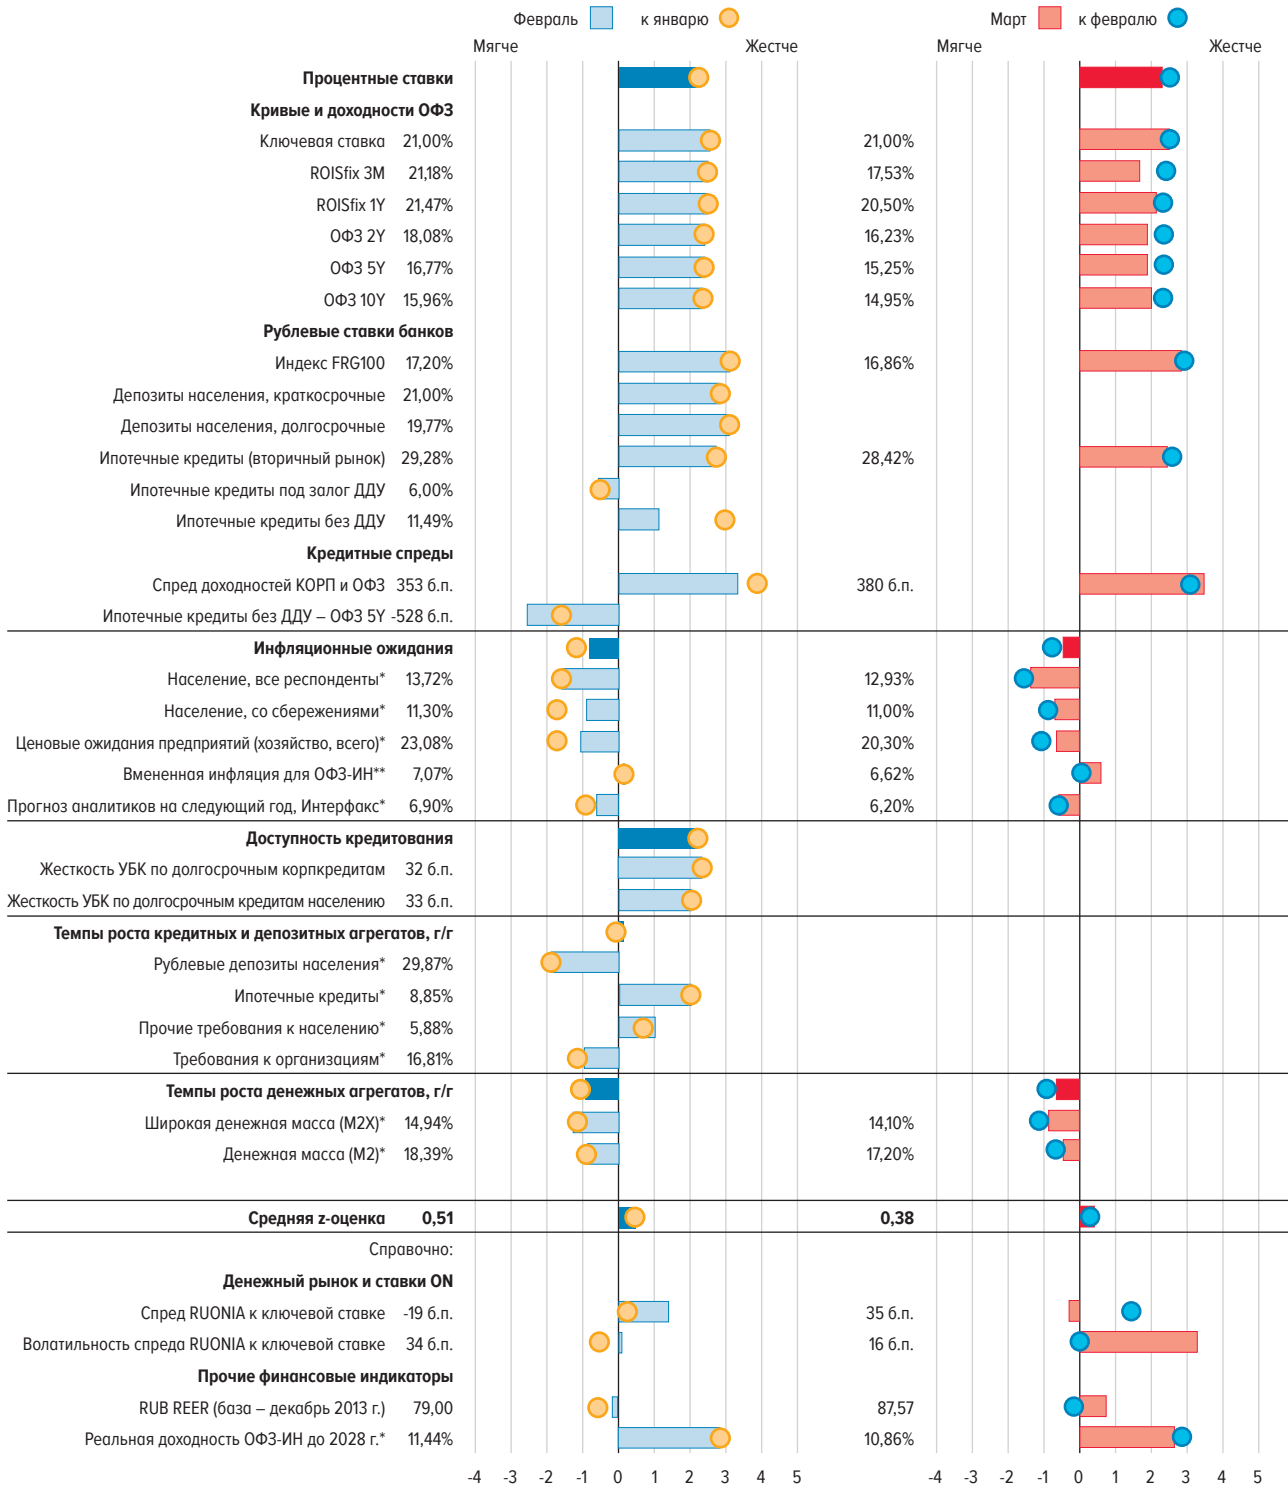 Февраль к январю Март к февралю
Мягче Жестче Мягче Жестче
Процентные ставки
Кривые и доходности ОФЗ
Ключевая ставка 21,00% 21,00%
ROISfix 3M 21,18% 17,53%
ROISfix 1Y 21,47% 20,50%
ОФЗ 2Y 18,08% 16,23%
ОФЗ 5Y 16,77% 15,25%
ОФЗ 10Y 15,96% 14,95%
Рублевые ставки банков
Индекс FRG100 17,20% 16,86%
Депозиты населения, краткосрочные 21,00%
Депозиты населения, долгосрочные 19,77%
Ипотечные кредиты (вторичный рынок) 29,28% 28,42%
Ипотечные кредиты под залог ДДУ 6,00%
Ипотечные кредиты без ДДУ 11,49%
Кредитные спреды
Спред доходностей КОРП и ОФЗ 353 б.п. 380 б.п.
Ипотечные кредиты без ДДУ – ОФЗ 5Y -528 б.п.
Инфляционные ожидания
Население, все респонденты* 13,72% 12,93%
Население, со сбережениями* 11,30% 11,00%
Ценовые ожидания предприятий (хозяйство, всего)* 23,08% 20,30%
Вмененная инфляция для ОФЗ-ИН** 7,07% 6,62%
Прогноз аналитиков на следующий год, Интерфакс* 6,90% 6,20%
Доступность кредитования
Жесткость УБК по долгосрочным корпкредитам 32 б.п.
Жесткость УБК по долгосрочным кредитам населению 33 б.п.
Темпы роста кредитных и депозитных агрегатов, г/г
Рублевые депозиты населения* 29,87%
Ипотечные кредиты* 8,85%
Прочие требования к населению* 5,88%
Требования к организациям* 16,81%
Темпы роста денежных агрегатов, г/г
Широкая денежная масса (М2Х)* 14,94% 14,10%
Денежная масса (М2)* 18,39% 17,20%
Средняя z-оценка 0,51 0,38
Справочно:
Денежный рынок и ставки ON
Спред RUONIA к ключевой ставке -19 б.п. 35 б.п.
Волатильность спреда RUONIA к ключевой ставке 34 б.п. 16 б.п.
Прочие финансовые индикаторы
RUB REER (база – декабрь 2013 г.) 79,00 87,57
Реальная доходность ОФЗ-ИН до 2028 г.* 11,44% 10,86%
-4 -3 -2 -1 0 1 2 3 4 5 -4 -3 -2 -1 0 1 2 3 4 5